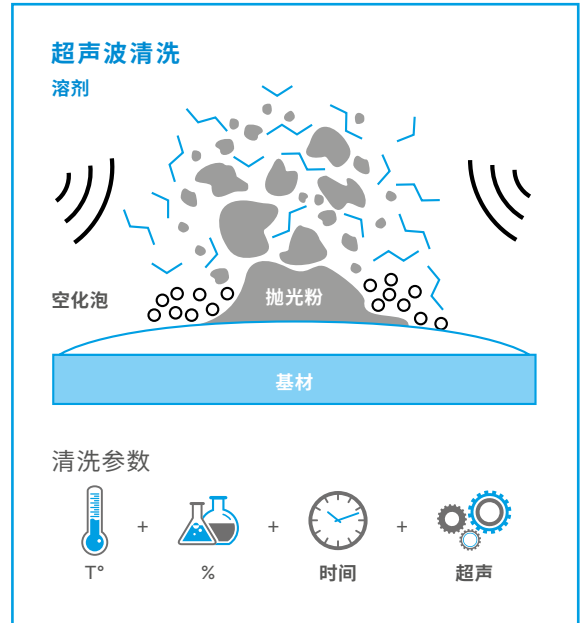 超声波清洗
溶剂
空化泡
抛光粉
基材
清洗参数
+ + +
T° % 时间 超声